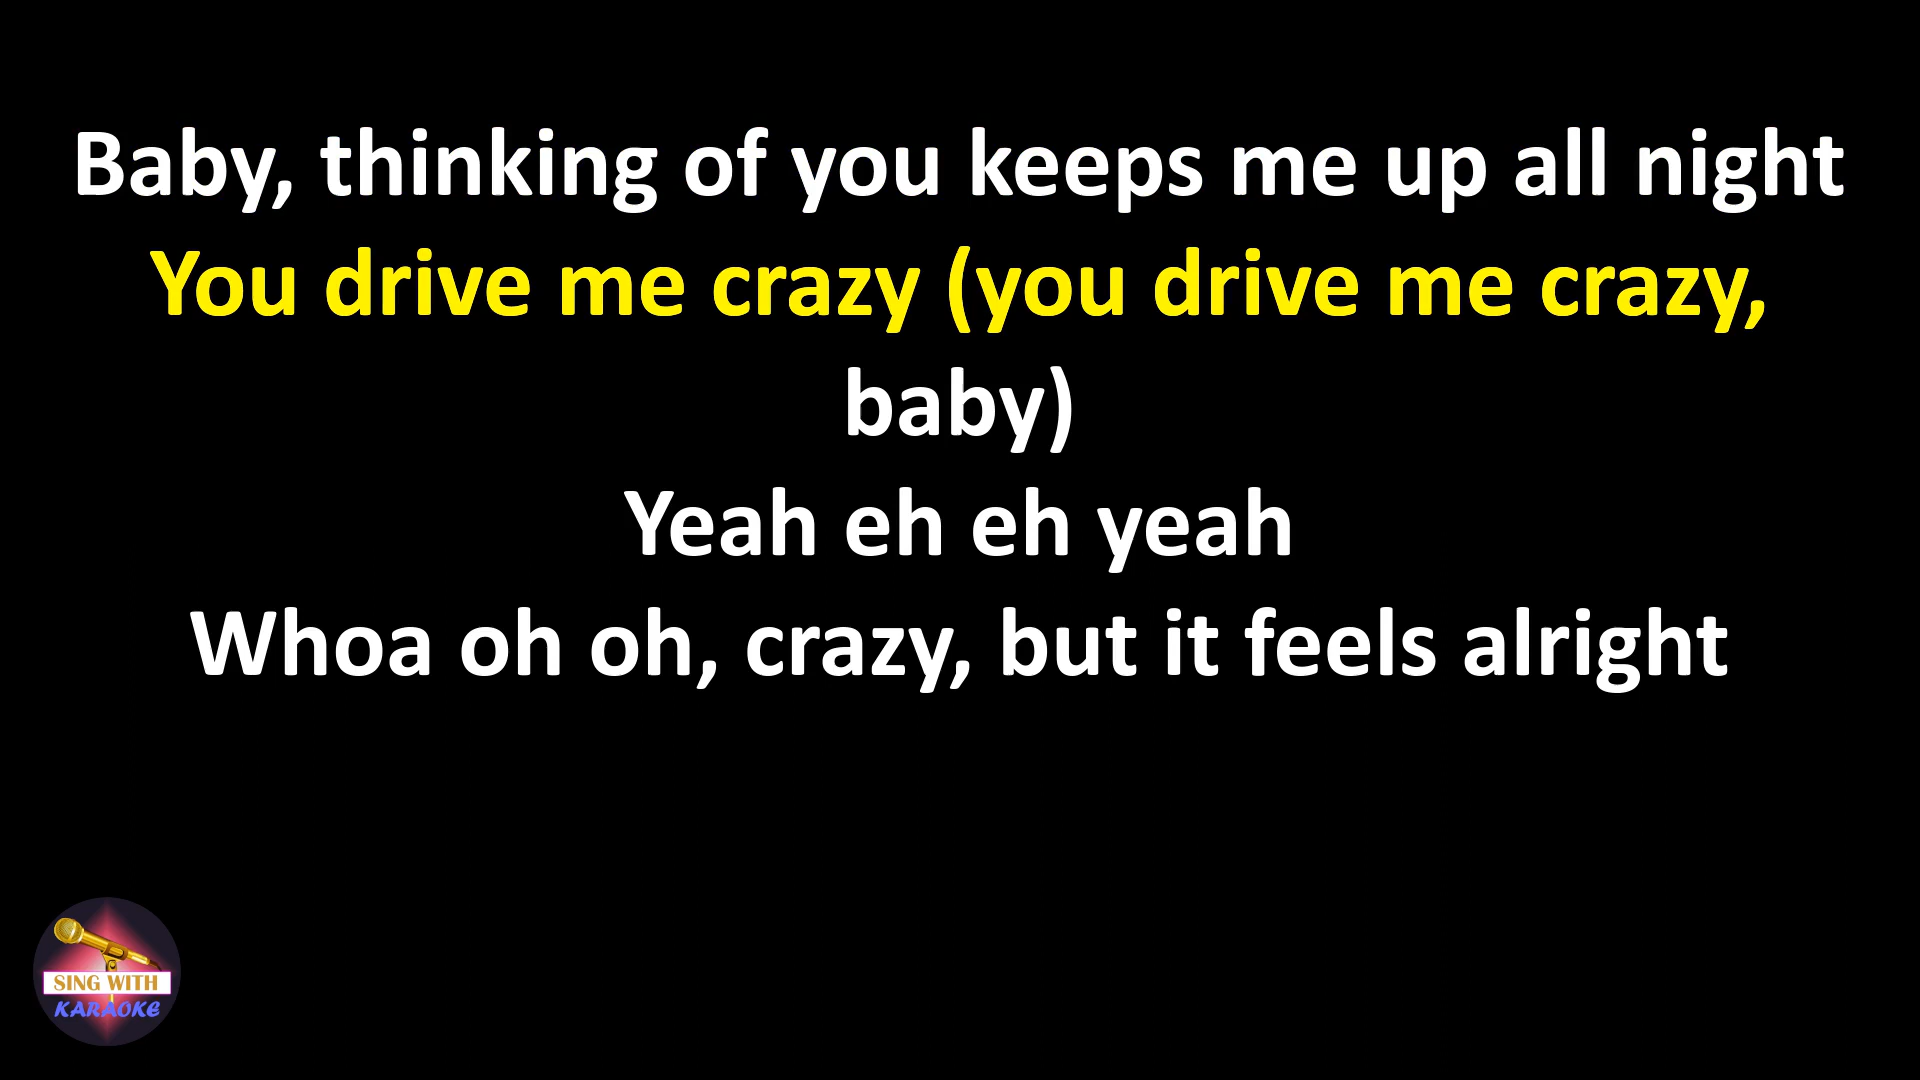 Baby, thinking of you keeps me up all night
You drive me crazy (you drive me crazy,
baby)
Yeah eh eh yeah
Whoa oh oh, crazy, but it feels alright
SING WITH
KARAOKE